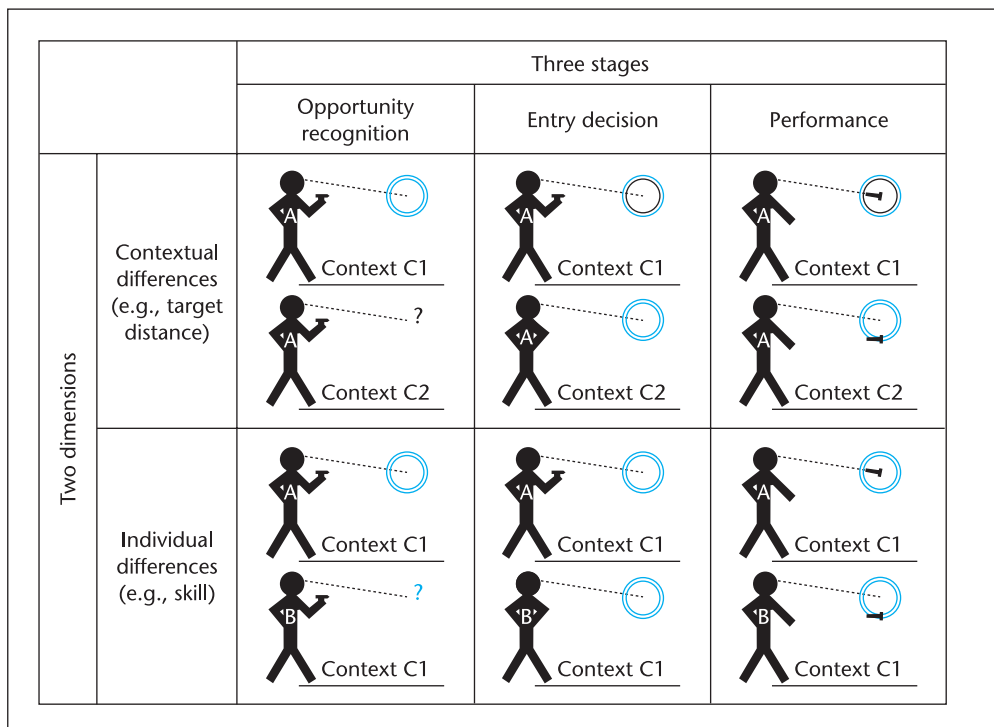 Three stages
Opportunity
recognition
Entry decision
Performance
Two dimensions
Contextual
differences
(e.g., target
distance)
A
Context C1
A
Context C1
A
Context C1
?
A
Context C2
A
Context C2
A
Context C2
Individual
differences
(e.g., skill)
A
Context C1
A
Context C1
A
Context C1
?
B
Context C1
B
Context C1
B
Context C1